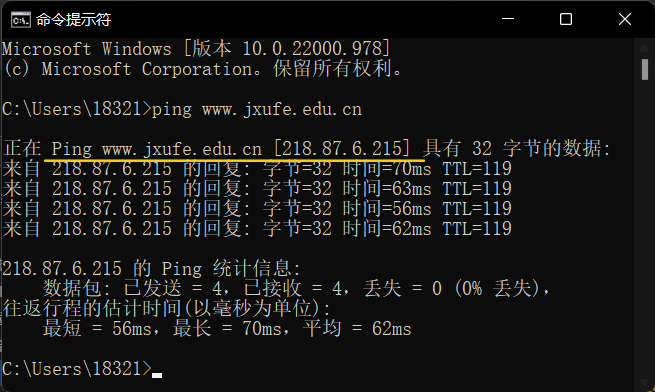 命令提示符
Microsoft Windows [版本 10.0.22000.978]
(c) Microsoft Corporation。保留所有权利。
C:\Users\18321>ping www.jxufe.edu.cn
正在 Ping www.jxufe.edu.cn [218.87.6.215] 具有 32 字节的数据:
来自 218.87.6.215 的回复: 字节=32 时间=70ms TTL=119
来自 218.87.6.215 的回复: 字节=32 时间=63ms TTL=119
来自 218.87.6.215 的回复: 字节=32 时间=56ms TTL=119
来自 218.87.6.215 的回复: 字节=32 时间=62ms TTL=119
218.87.6.215 的 Ping 统计信息:
数据包: 已发送 = 4，已接收 = 4，丢失 = 0 (0% 丢失)，
往返行程的估计时间(以毫秒为单位):
最短 = 56ms，最长 = 70ms，平均 = 62ms
C:\Users\18321>